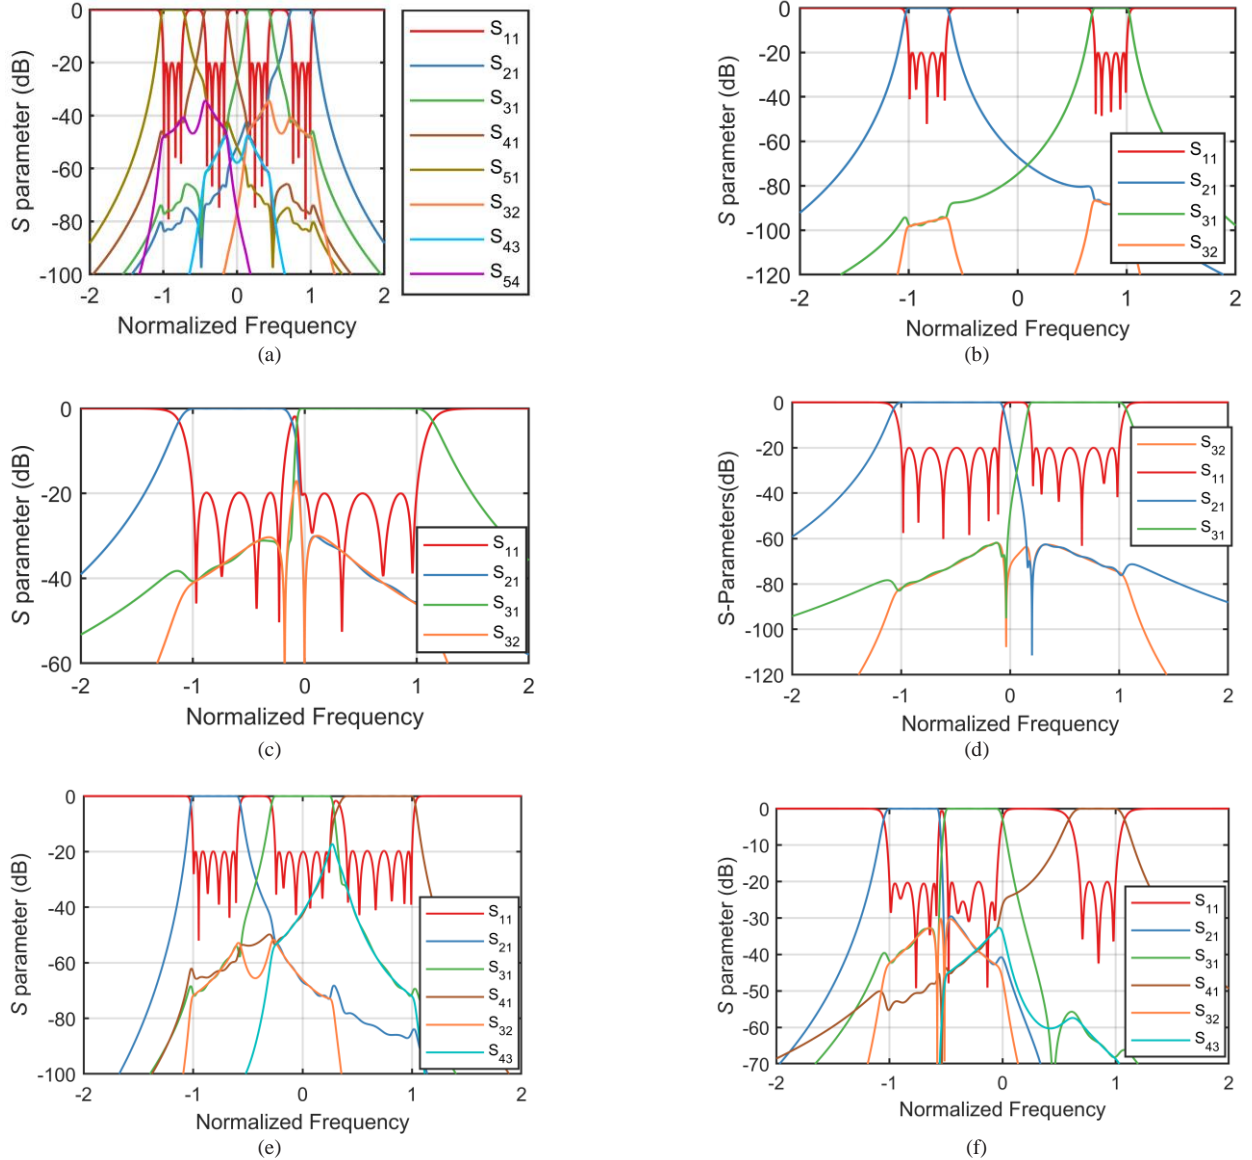 0
-20
-40
-60
-80
-100
-2
-1
0
1
2
S parameter (dB)
Normalized Frequency
S11
S21
S31
S41
S51
S32
S43
S54
(a)
0
-20
-40
-60
-80
-100
-120
-2
-1
0
1
2
S parameter (dB)
Normalized Frequency
S11
S21
S31
S32
(b)
0
-20
-40
-60
-2
-1
0
1
2
S parameter (dB)
Normalized Frequency
S11
S21
S31
S32
(c)
0
-20
-40
-60
-80
-100
-120
-2
-1
0
1
2
S-Parameters(dB)
Normalized Frequency
S32
S11
S21
S31
(d)
0
-20
-40
-60
-80
-100
-2
-1
0
1
2
S parameter (dB)
Normalized Frequency
S11
S21
S31
S41
S32
S43
(e)
0
-10
-20
-30
-40
-50
-60
-70
-2
-1
0
1
2
S parameter (dB)
Normalized Frequency
S11
S21
S31
S41
S32
S43
(f)